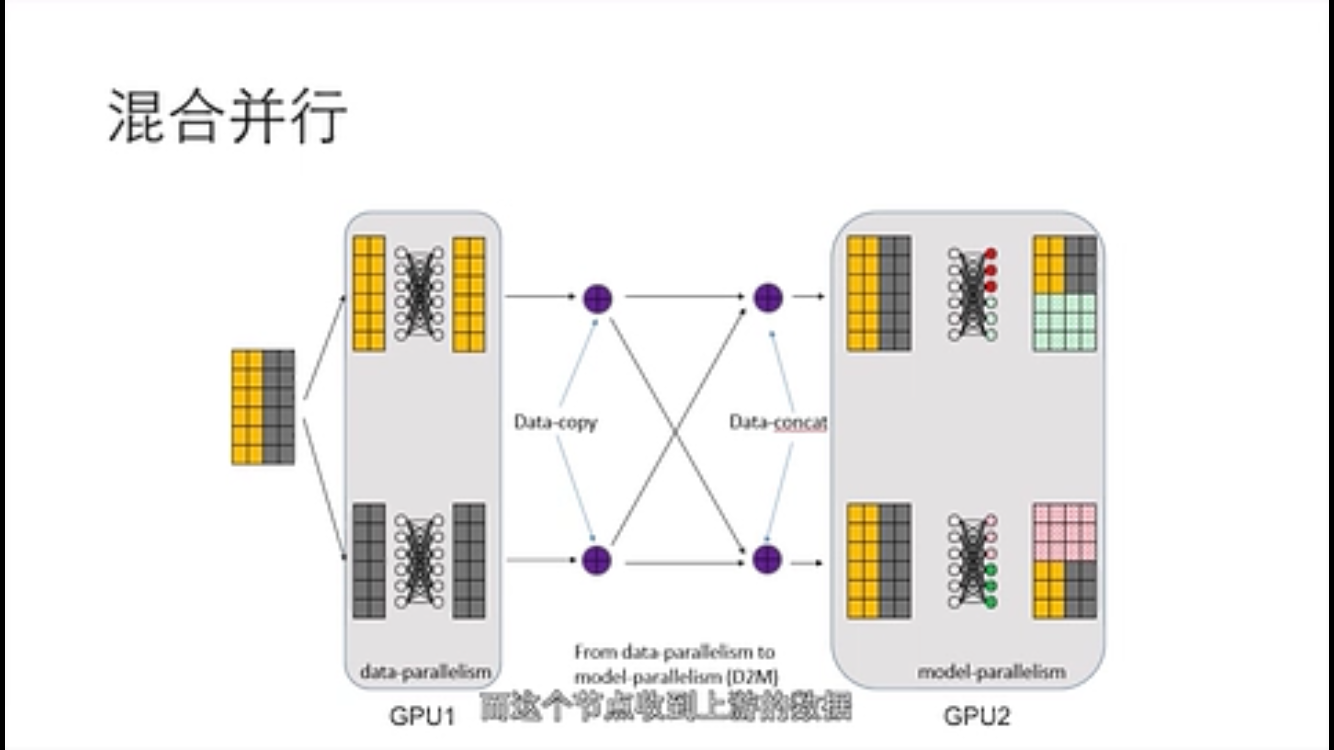 混合并行
Data-copy
Data-concat
data-parallelism
From data-parallelism to
model-parallelism (D2M)
model-parallelism
GPU1
而这个节点收到上游的数据
GPU2